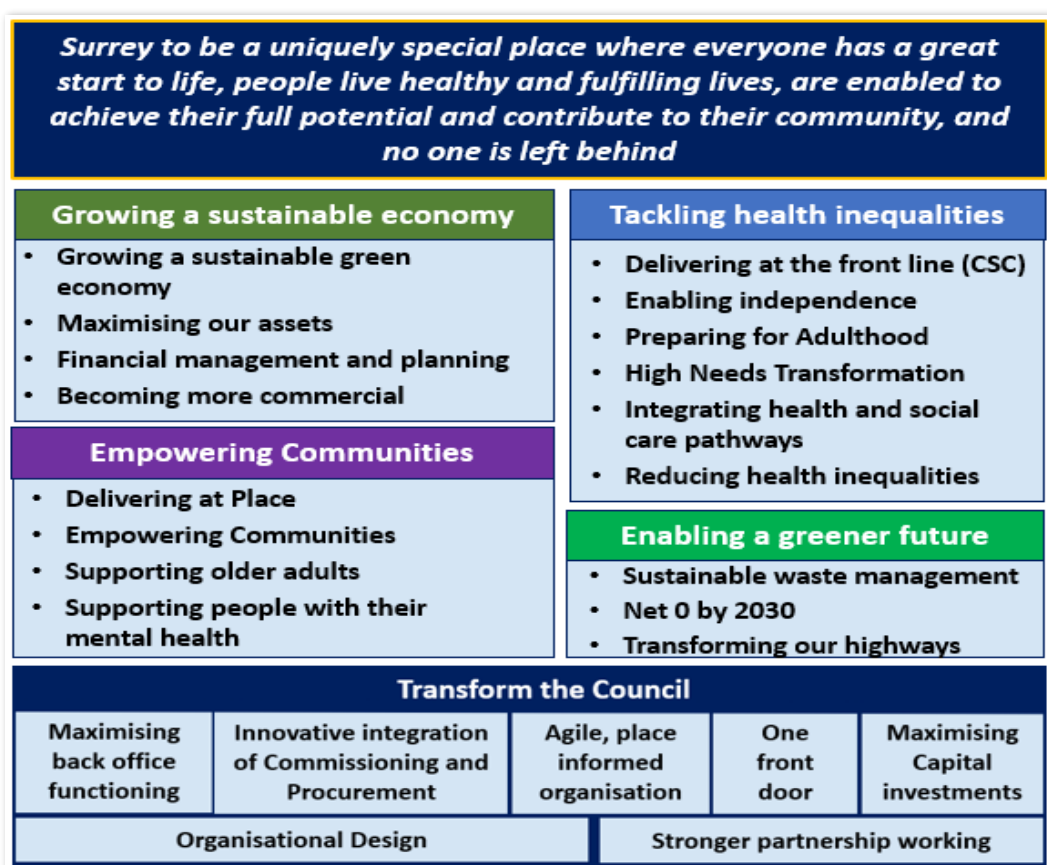 Surrey to be a uniquely special place where everyone has a great
start to life, people live healthy and fulfilling lives, are enabled to
achieve their full potential and contribute to their community, and
no one is left behind
Growing a sustainable economy
• Growing a sustainable green
economy
• Maximising our assets
• Financial management and planning
• Becoming more commercial
Empowering Communities
• Delivering at Place
• Empowering Communities
• Supporting older adults
• Supporting people with their
mental health
Tackling health inequalities
• Delivering at the front line (CSC)
• Enabling independence
• Preparing for Adulthood
• High Needs Transformation
• Integrating health and social
care pathways
• Reducing health inequalities
Enabling a greener future
• Sustainable waste management
• Net 0 by 2030
• Transforming our highways
Transform the Council
Maximising
back office
functioning
Innovative integration
of Commissioning and
Procurement
Agile, place
informed
organisation
One
front
door
Maximising
Capital
investments
Organisational Design
Stronger partnership working